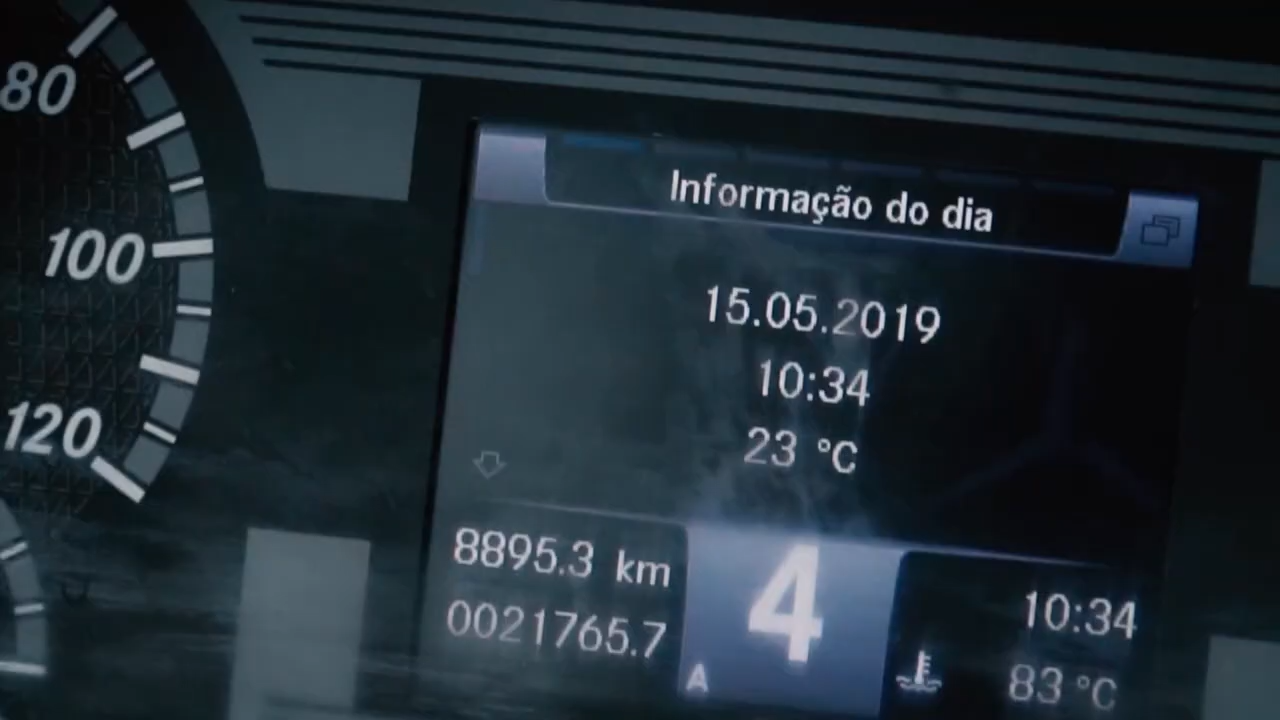 80
100
120
Informação do dia
15.05.2019
10:34
23 °C
8895.3 km
0021765.7
4
A
10:34
83 °C